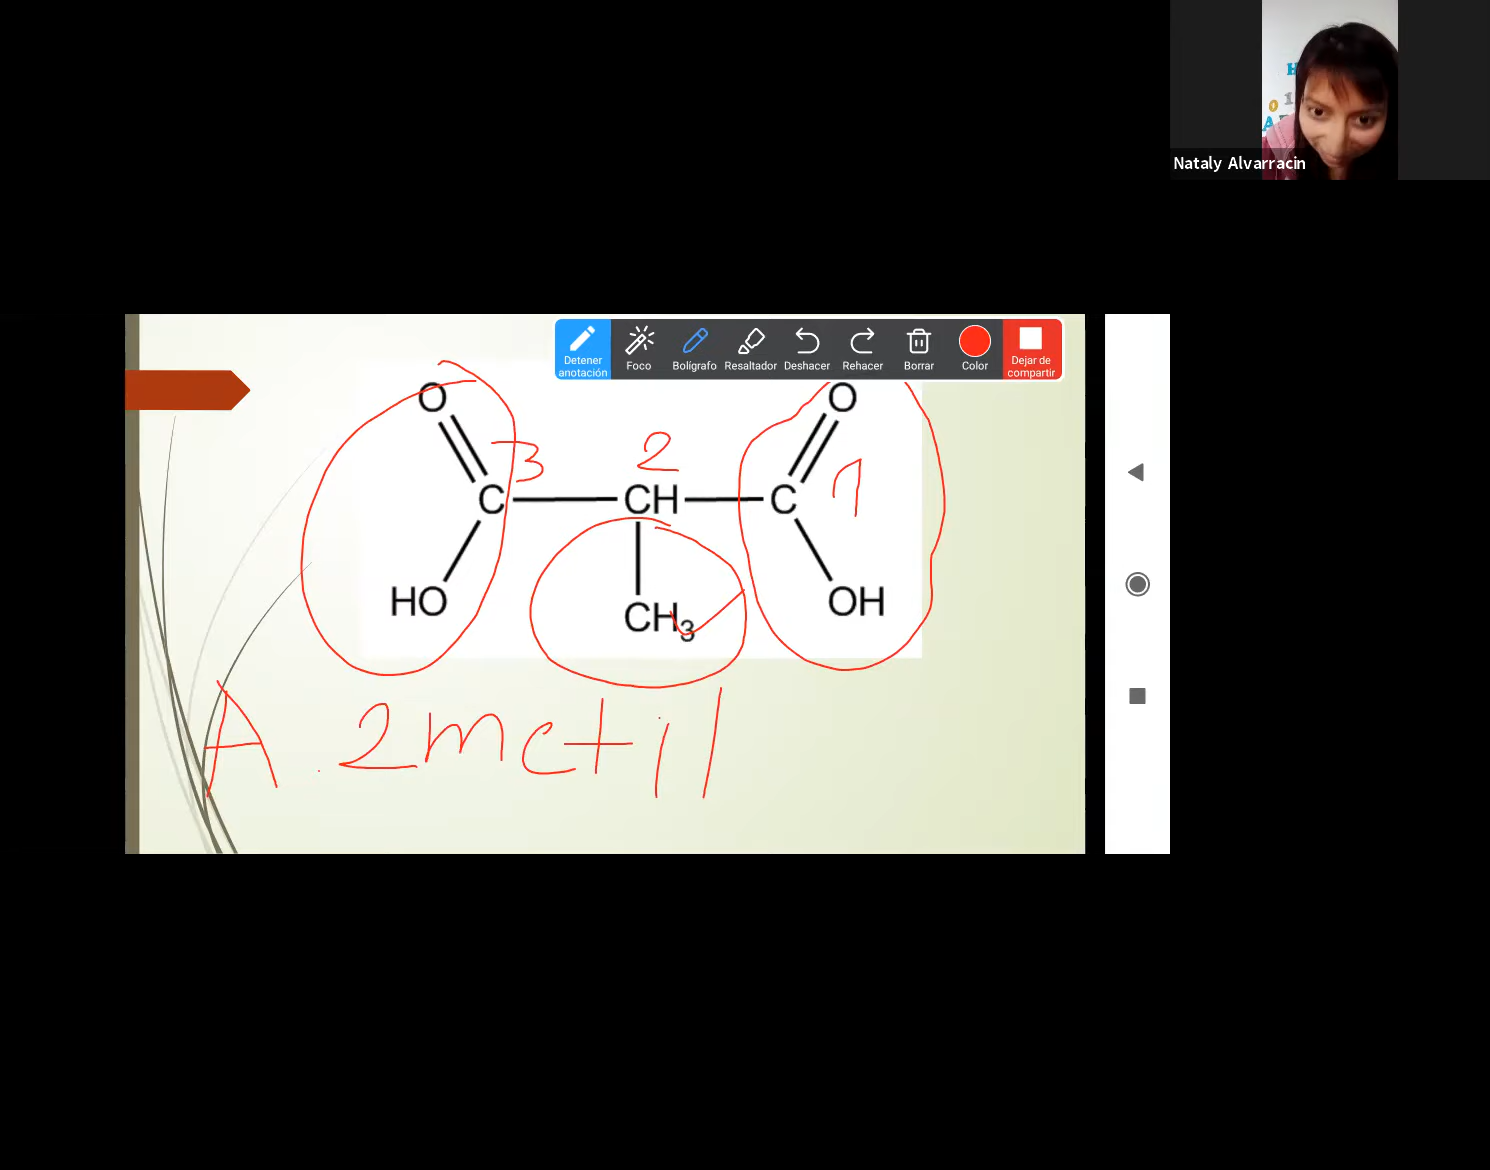 H
O 1
A
Nataly Alvarracin
Detener anotación Foco Bolígrafo Resaltador Deshacer Rehacer Borrar Color Dejar de compartir
O O
3 2 1
C CH C
HO CH3 OH
A. 2metil